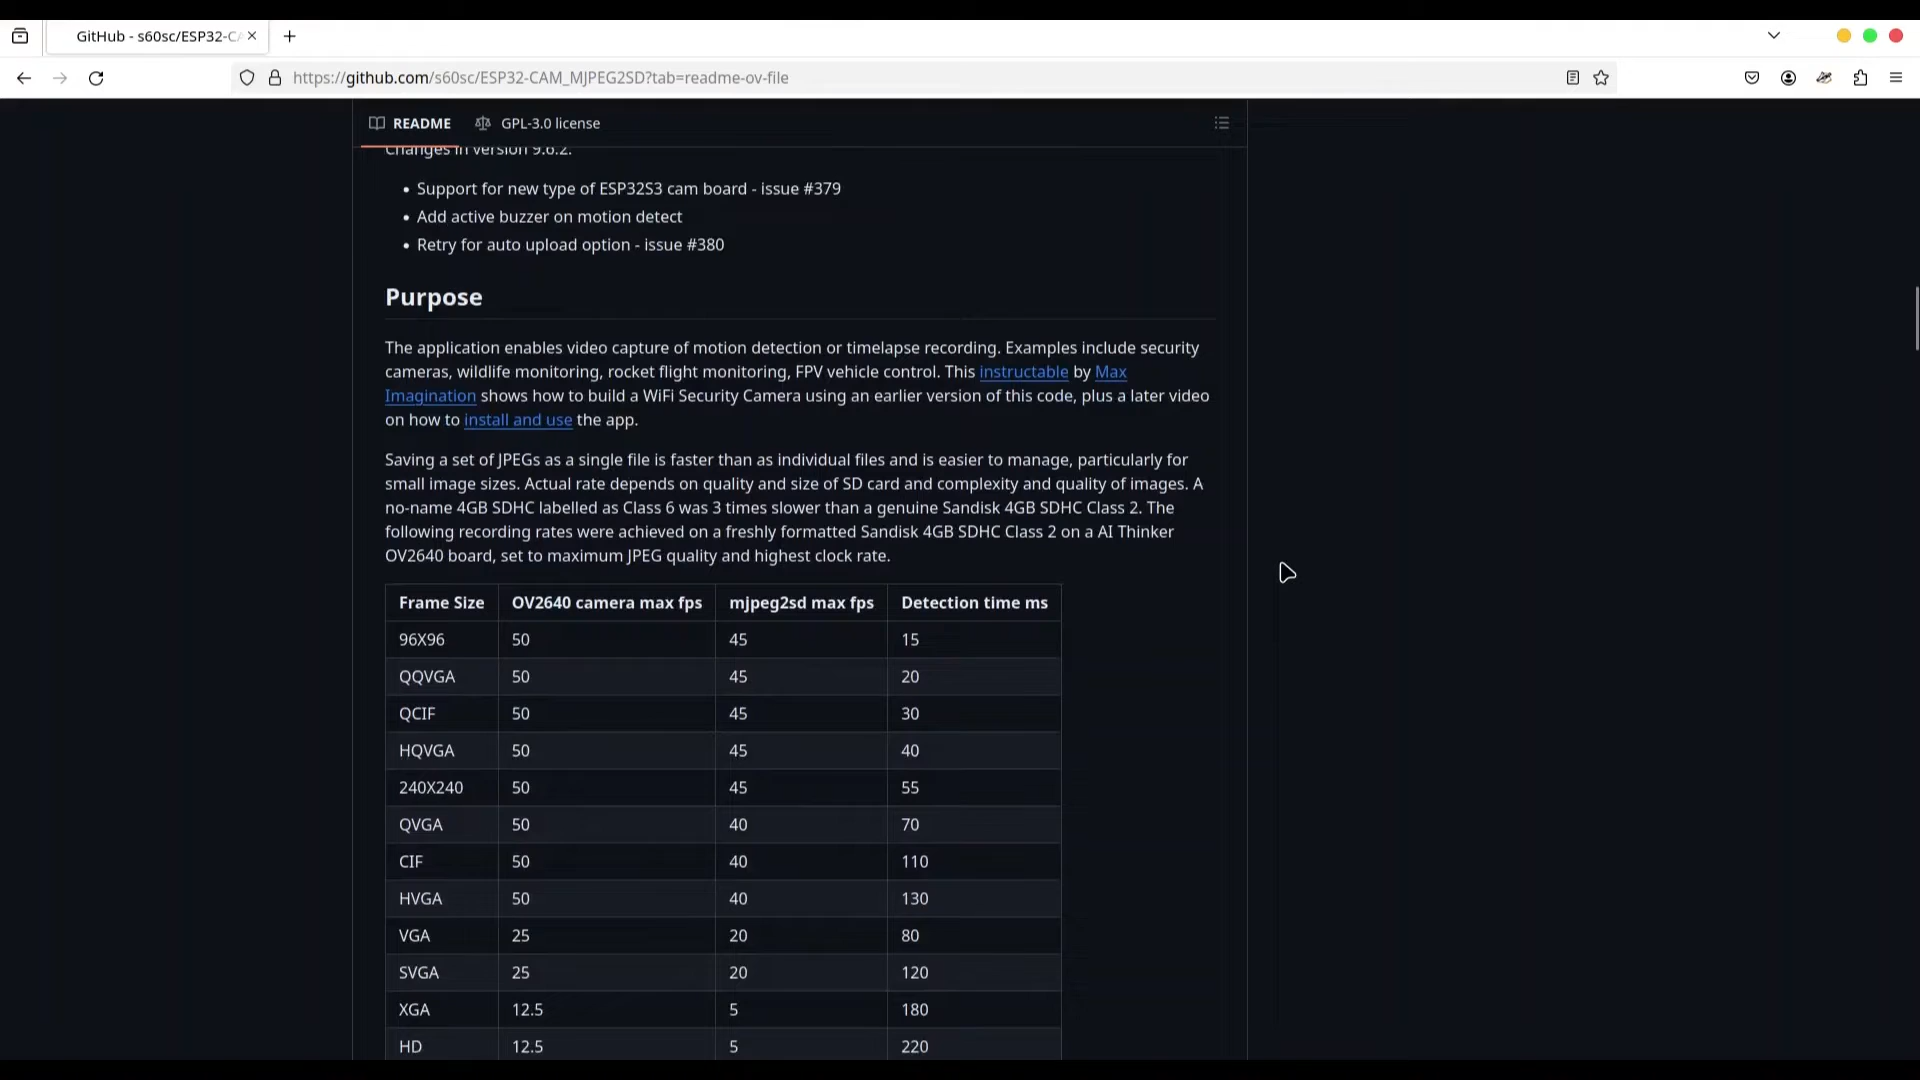 GitHub - s60sc/ESP32-CA
https://github.com/s60sc/ESP32-CAM_MJPEG2SD?tab=readme-ov-file
README GPL-3.0 license
Changes in version 9.6.2:
Support for new type of ESP32S3 cam board - issue #379
Add active buzzer on motion detect
Retry for auto upload option - issue #380
Purpose
The application enables video capture of motion detection or timelapse recording. Examples include security
cameras, wildlife monitoring, rocket flight monitoring, FPV vehicle control. This instructable by Max
Imagination shows how to build a WiFi Security Camera using an earlier version of this code, plus a later video
on how to install and use the app.
Saving a set of JPEGs as a single file is faster than as individual files and is easier to manage, particularly for
small image sizes. Actual rate depends on quality and size of SD card and complexity and quality of images. A
no-name 4GB SDHC labelled as Class 6 was 3 times slower than a genuine Sandisk 4GB SDHC Class 2. The
following recording rates were achieved on a freshly formatted Sandisk 4GB SDHC Class 2 on a AI Thinker
OV2640 board, set to maximum JPEG quality and highest clock rate.
Frame Size OV2640 camera max fps mjpeg2sd max fps Detection time ms
96X96 50 45 15
QQVGA 50 45 20
QCIF 50 45 30
HQVGA 50 45 40
240X240 50 45 55
QVGA 50 40 70
CIF 50 40 110
HVGA 50 40 130
VGA 25 20 80
SVGA 25 20 120
XGA 12.5 5 180
HD 12.5 5 220